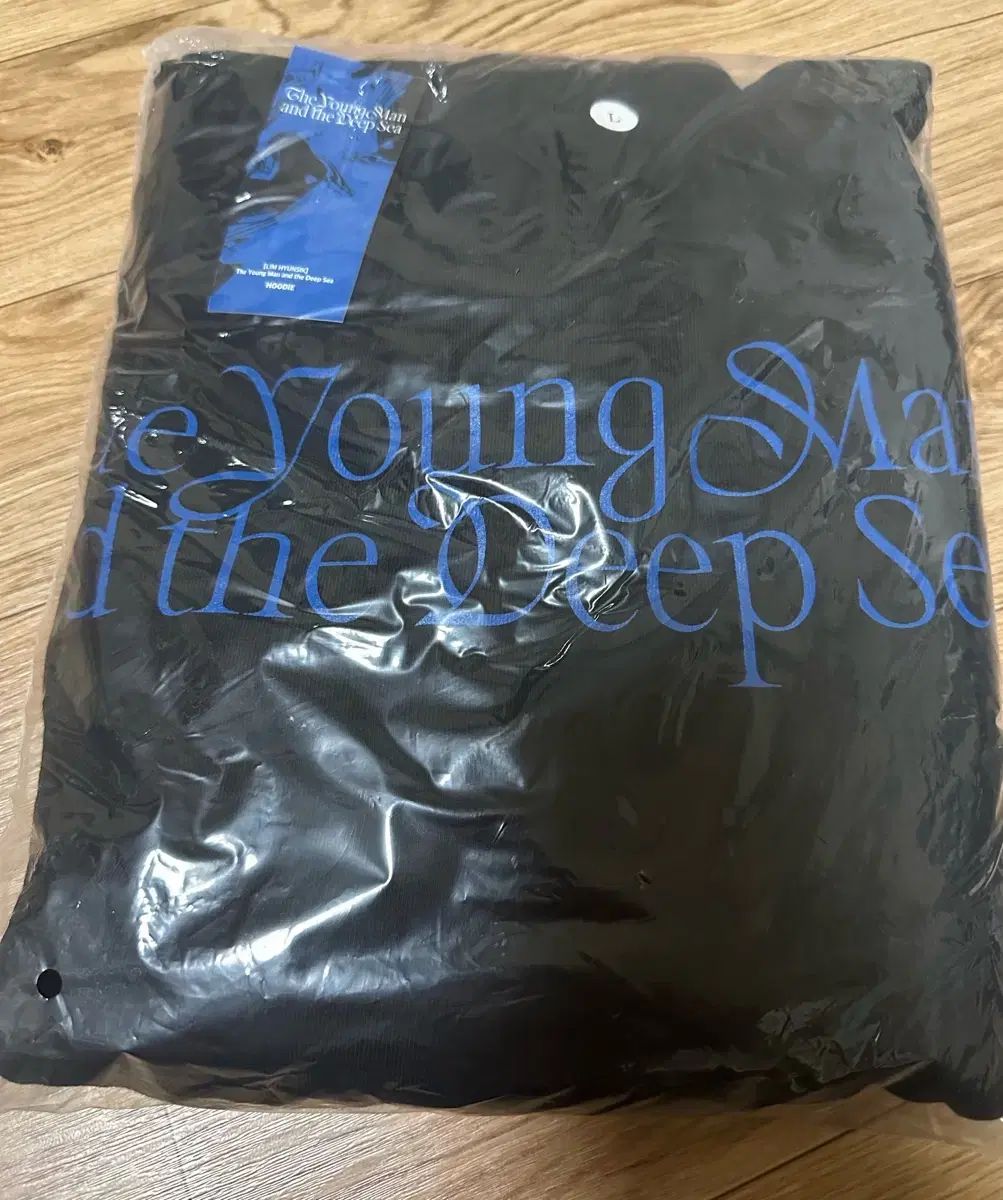 The Young Man
and the Deep Sea
L
[LIM HYUNSIK]
The Young Man and the Deep Sea
HOODIE
he Young Ma
d the Deep Se